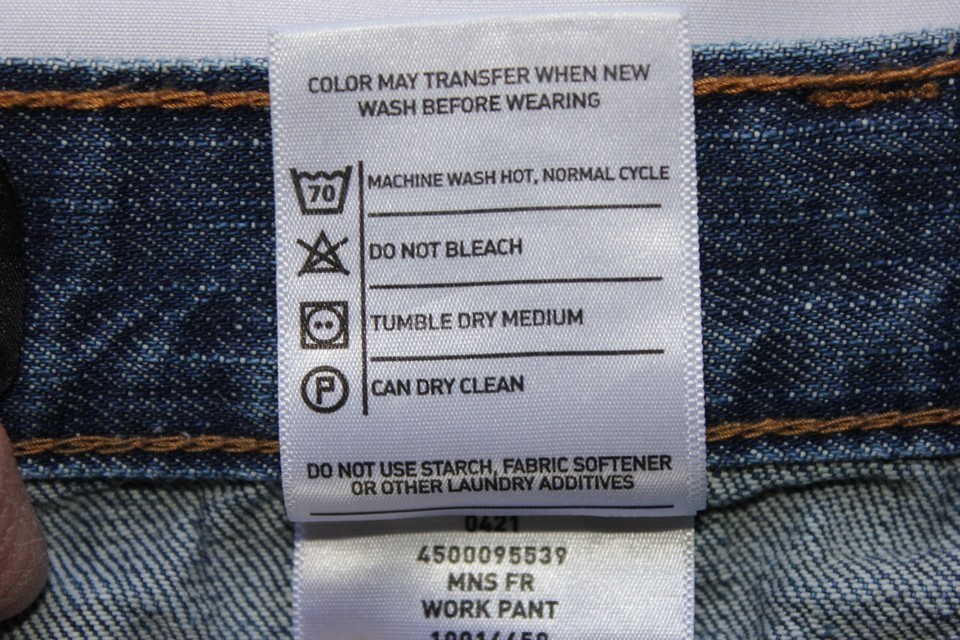 COLOR MAY TRANSFER WHEN NEW
WASH BEFORE WEARING
70 MACHINE WASH HOT, NORMAL CYCLE
DO NOT BLEACH
TUMBLE DRY MEDIUM
P CAN DRY CLEAN
DO NOT USE STARCH, FABRIC SOFTENER
OR OTHER LAUNDRY ADDITIVES
0421
4500095539
MNS FR
WORK PANT